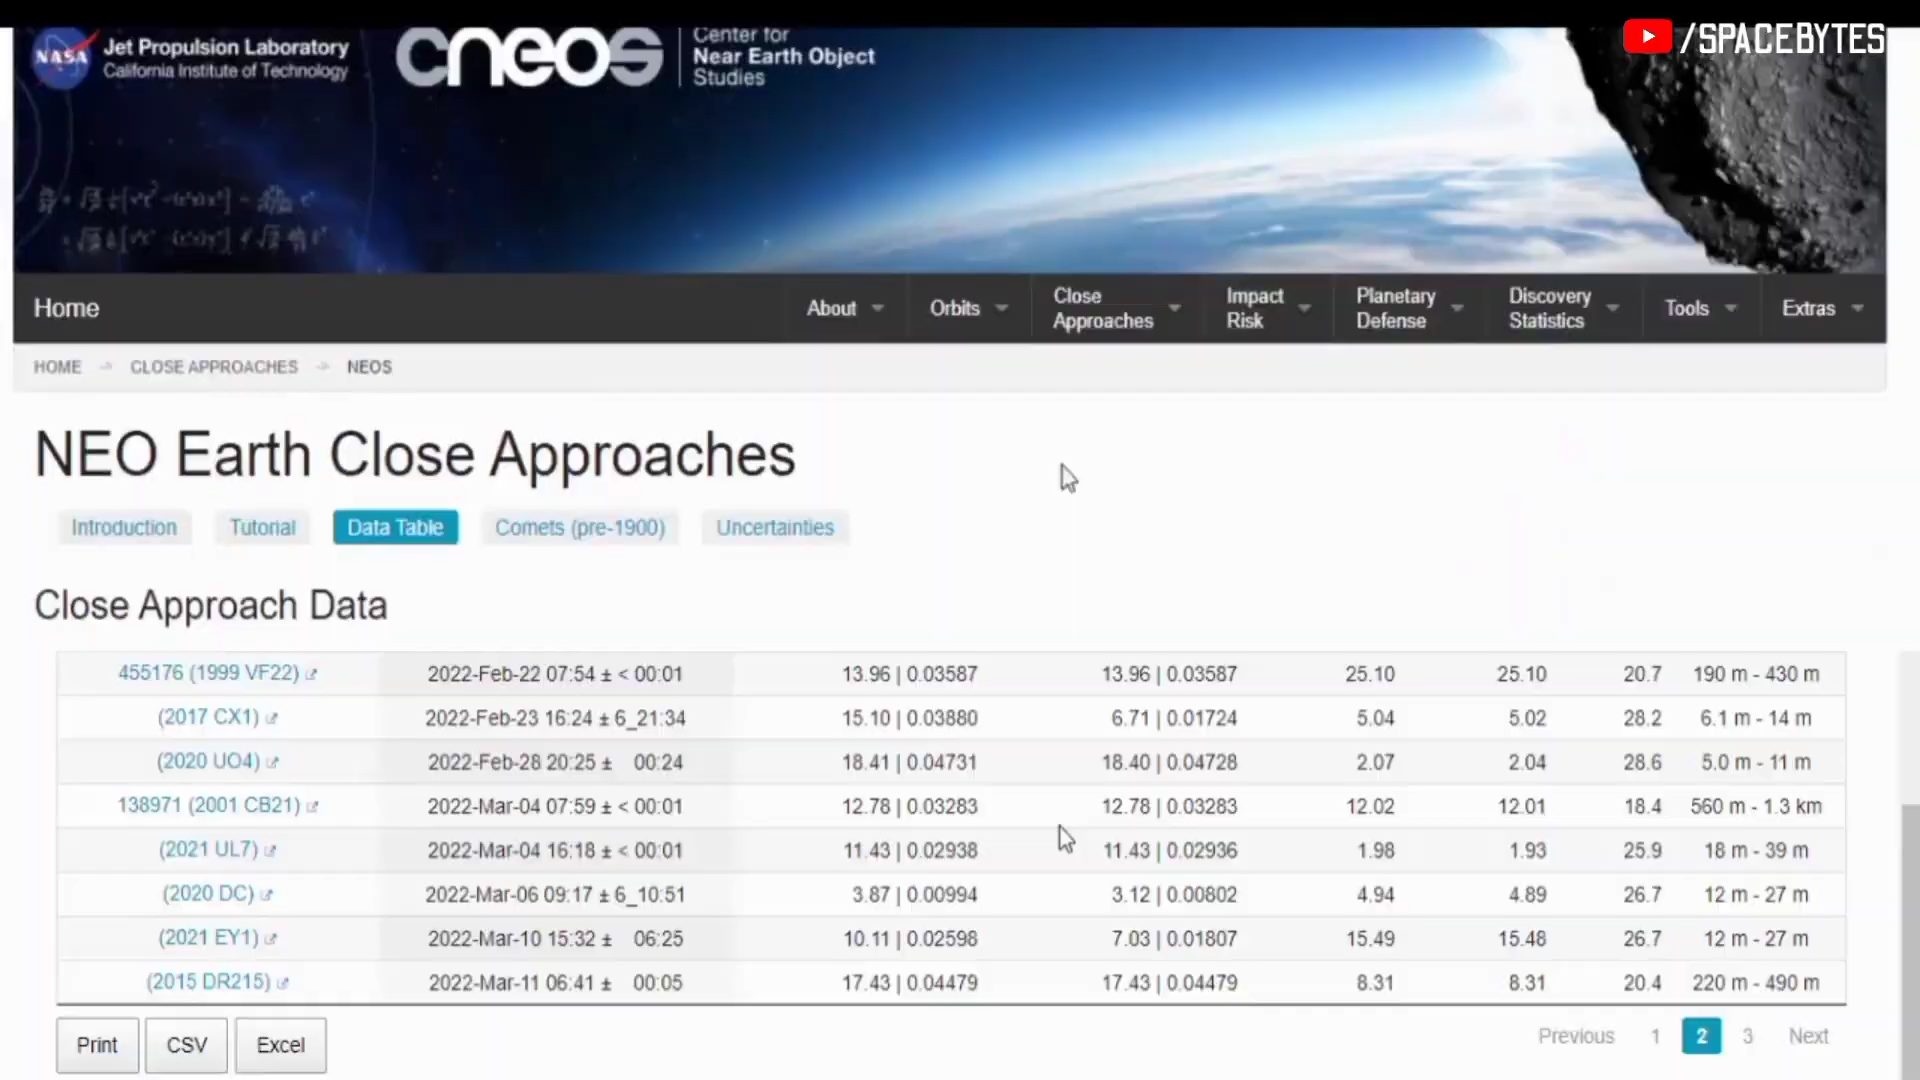 /SPACEBYTES
NASA
Jet Propulsion Laboratory
California Institute of Technology
cneos
Center for
Near Earth Object
Studies
Home
About
Orbits
Close
Approaches
Impact
Risk
Planetary
Defense
Discovery
Statistics
Tools
Extras
HOME CLOSE APPROACHES NEOS
NEO Earth Close Approaches
Introduction Tutorial Data Table Comets (pre-1900) Uncertainties
Close Approach Data
455176 (1999 VF22) 2022-Feb-22 07:54 ± < 00:01 13.96 | 0.03587 13.96 | 0.03587 25.10 25.10 20.7 190 m - 430 m
(2017 CX1) 2022-Feb-23 16:24 ± 6_21:34 15.10 | 0.03880 6.71 | 0.01724 5.04 5.02 28.2 6.1 m - 14 m
(2020 UO4) 2022-Feb-28 20:25 ± 00:24 18.41 | 0.04731 18.40 | 0.04728 2.07 2.04 28.6 5.0 m - 11 m
138971 (2001 CB21) 2022-Mar-04 07:59 ± < 00:01 12.78 | 0.03283 12.78 | 0.03283 12.02 12.01 18.4 560 m - 1.3 km
(2021 UL7) 2022-Mar-04 16:18 ± < 00:01 11.43 | 0.02938 11.43 | 0.02936 1.98 1.93 25.9 18 m - 39 m
(2020 DC) 2022-Mar-06 09:17 ± 6_10:51 3.87 | 0.00994 3.12 | 0.00802 4.94 4.89 26.7 12 m - 27 m
(2021 EY1) 2022-Mar-10 15:32 ± 06:25 10.11 | 0.02598 7.03 | 0.01807 15.49 15.48 26.7 12 m - 27 m
(2015 DR215) 2022-Mar-11 06:41 ± 00:05 17.43 | 0.04479 17.43 | 0.04479 8.31 8.31 20.4 220 m - 490 m
Print CSV Excel Previous 1 2 3 Next